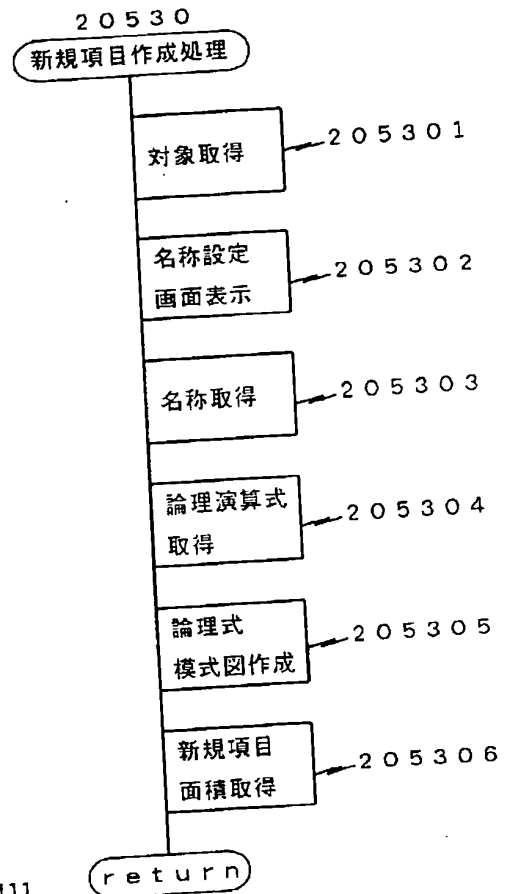 20530
新規項目作成処理
対象取得
205301
名称設定
画面表示
205302
名称取得
205303
論理演算式
取得
205304
論理式
模式図作成
205305
新規項目
面積取得
205306
return